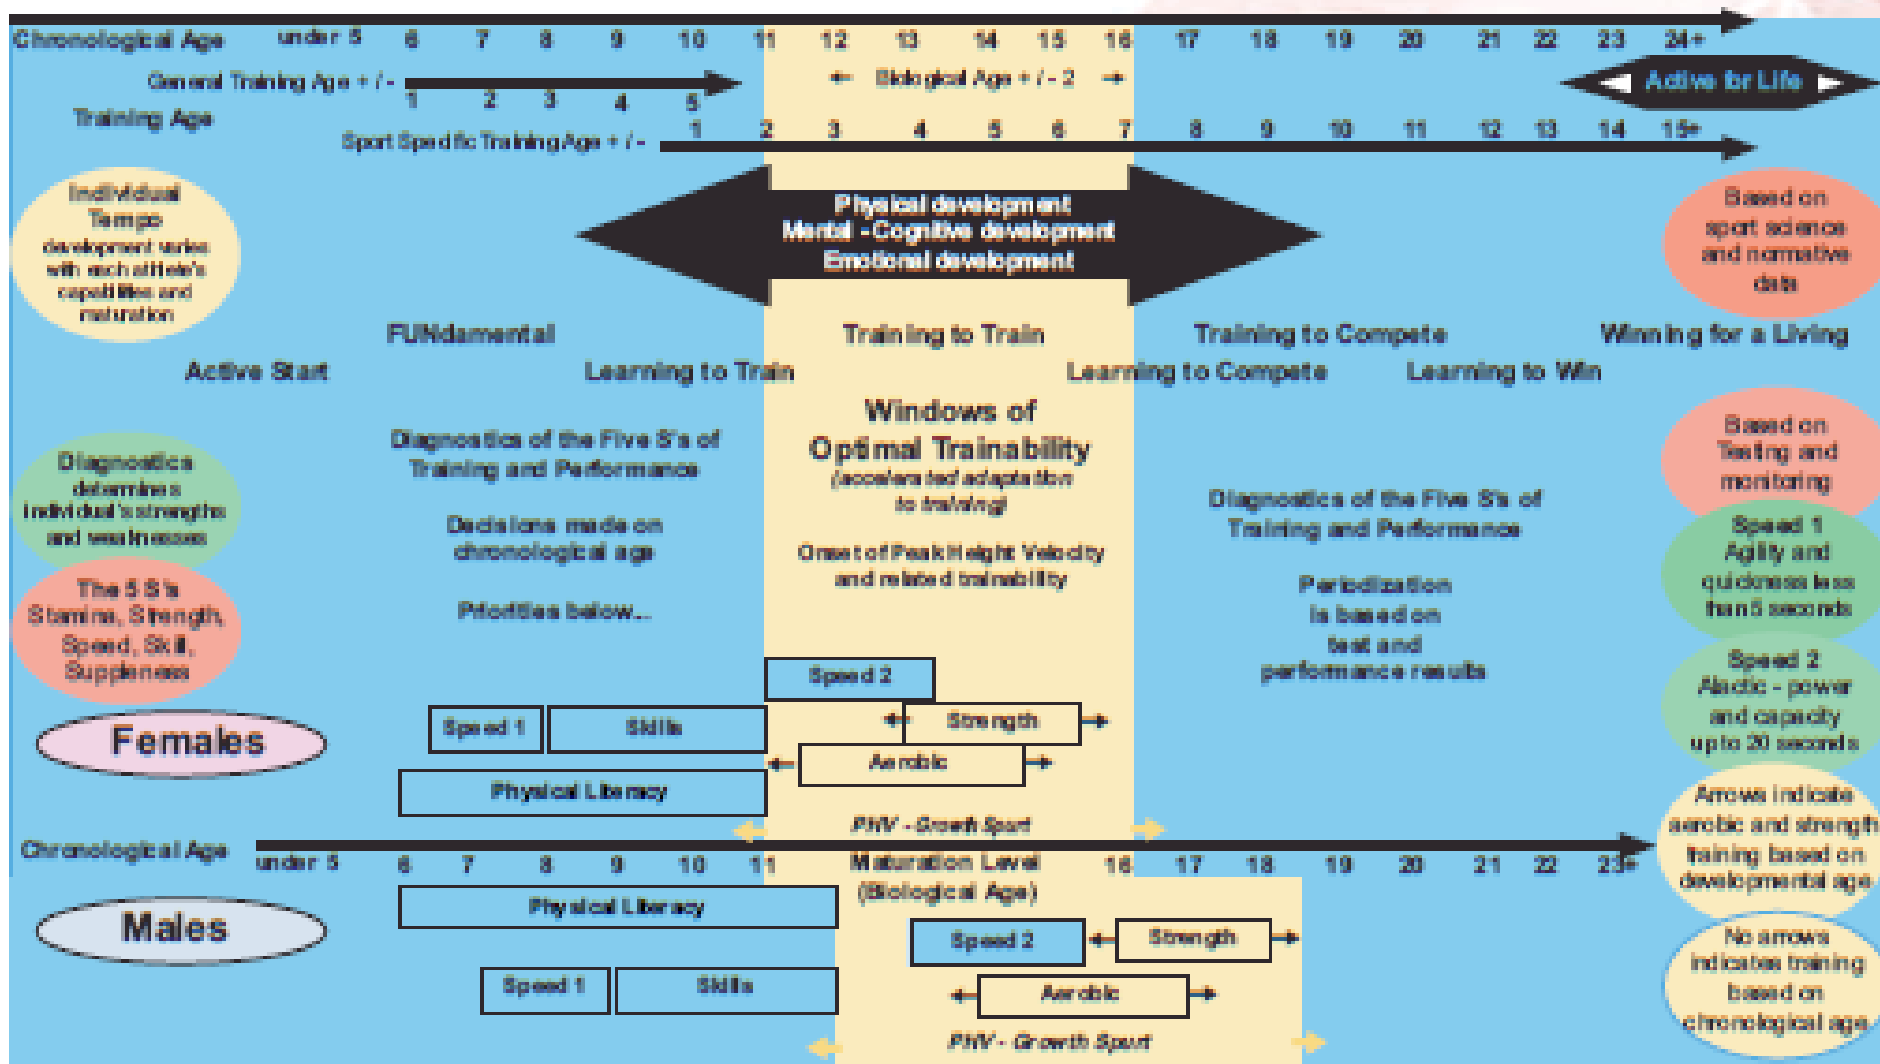 Chronological Age under 5 6 7 8 9 10 11 12 13 14 15 16 17 18 19 20 21 22 23 24+
General Training Age + / - 1 2 3 4 5
Biological Age + / - 2
Active for Life
Training Age
Sport Specific Training Age + / - 1 2 3 4 5 6 7 8 9 10 11 12 13 14 15+
Individual
Tempo
development varies
with each athlete's
capabilities and
maturation
Physical development
Mental - Cognitive development
Emotional development
Based on
sport science
and normative
data
FUNdamental Training to Train Training to Compete Winning for a Living
Active Start Learning to Train Learning to Compete Learning to Win
Diagnostics
determines
individual's strengths
and weaknesses
The 5 S's
Stamina, Strength,
Speed, Skill,
Suppleness
Diagnostics of the Five S's of
Training and Performance
Decisions made on
chronological age
Priorities below...
Windows of
Optimal Trainability
(accelerated adaptation
to training)
Onset of Peak Height Velocity
and related trainability
Diagnostics of the Five S's of
Training and Performance
Periodization
is based on
test and
performance results
Based on
Testing and
monitoring
Speed 1
Agility and
quickness less
than 5 seconds
Speed 2
Alactic - power
and capacity
up to 20 seconds
Females
Speed 2
Speed 1 Skills Strength
Aerobic
Physical Literacy
PHV - Growth Spurt
Chronological Age under 5 6 7 8 9 10 11 Maturation Level 16 17 18 19 20 21 22 23+
(Biological Age)
Arrows indicate
aerobic and strength
training based on
developmental age
Males
Physical Literacy
Speed 2 Strength
Speed 1 Skills Aerobic
PHV - Growth Spurt
No arrows
indicates training
based on
chronological age